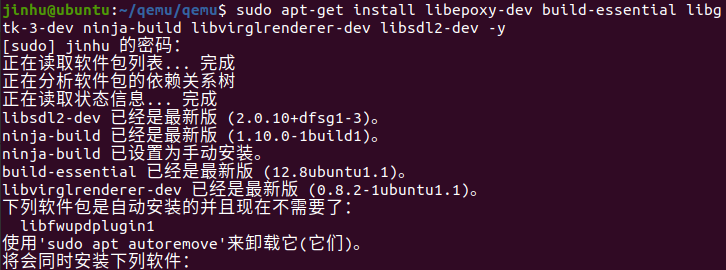 jinhu@ubuntu:~/qemu/qemu$ sudo apt-get install libepoxy-dev build-essential libg
tk-3-dev ninja-build libvirglrenderer-dev libsdl2-dev -y
[sudo] jinhu 的密码：
正在读取软件包列表... 完成
正在分析软件包的依赖关系树
正在读取状态信息... 完成
libsdl2-dev 已经是最新版 (2.0.10+dfsg1-3)。
ninja-build 已经是最新版 (1.10.0-1build1)。
ninja-build 已设置为手动安装。
build-essential 已经是最新版 (12.8ubuntu1.1)。
libvirglrenderer-dev 已经是最新版 (0.8.2-1ubuntu1.1)。
下列软件包是自动安装的并且现在不需要了：
  libfwupdplugin1
使用'sudo apt autoremove'来卸载它(它们)。
将会同时安装下列软件：